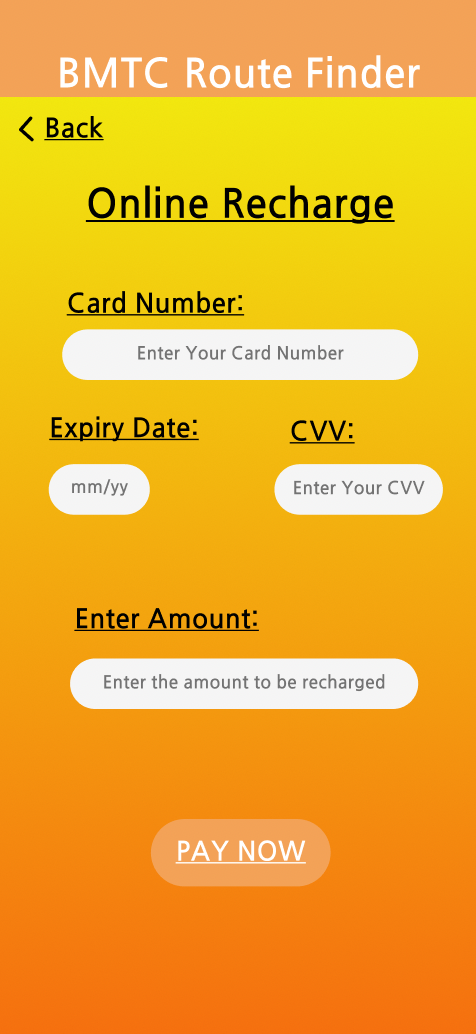 BMTC Route Finder
Back
Online Recharge
Card Number:
Enter Your Card Number
Expiry Date:
CVV:
mm/yy
Enter Your CVV
Enter Amount:
Enter the amount to be recharged
PAY NOW